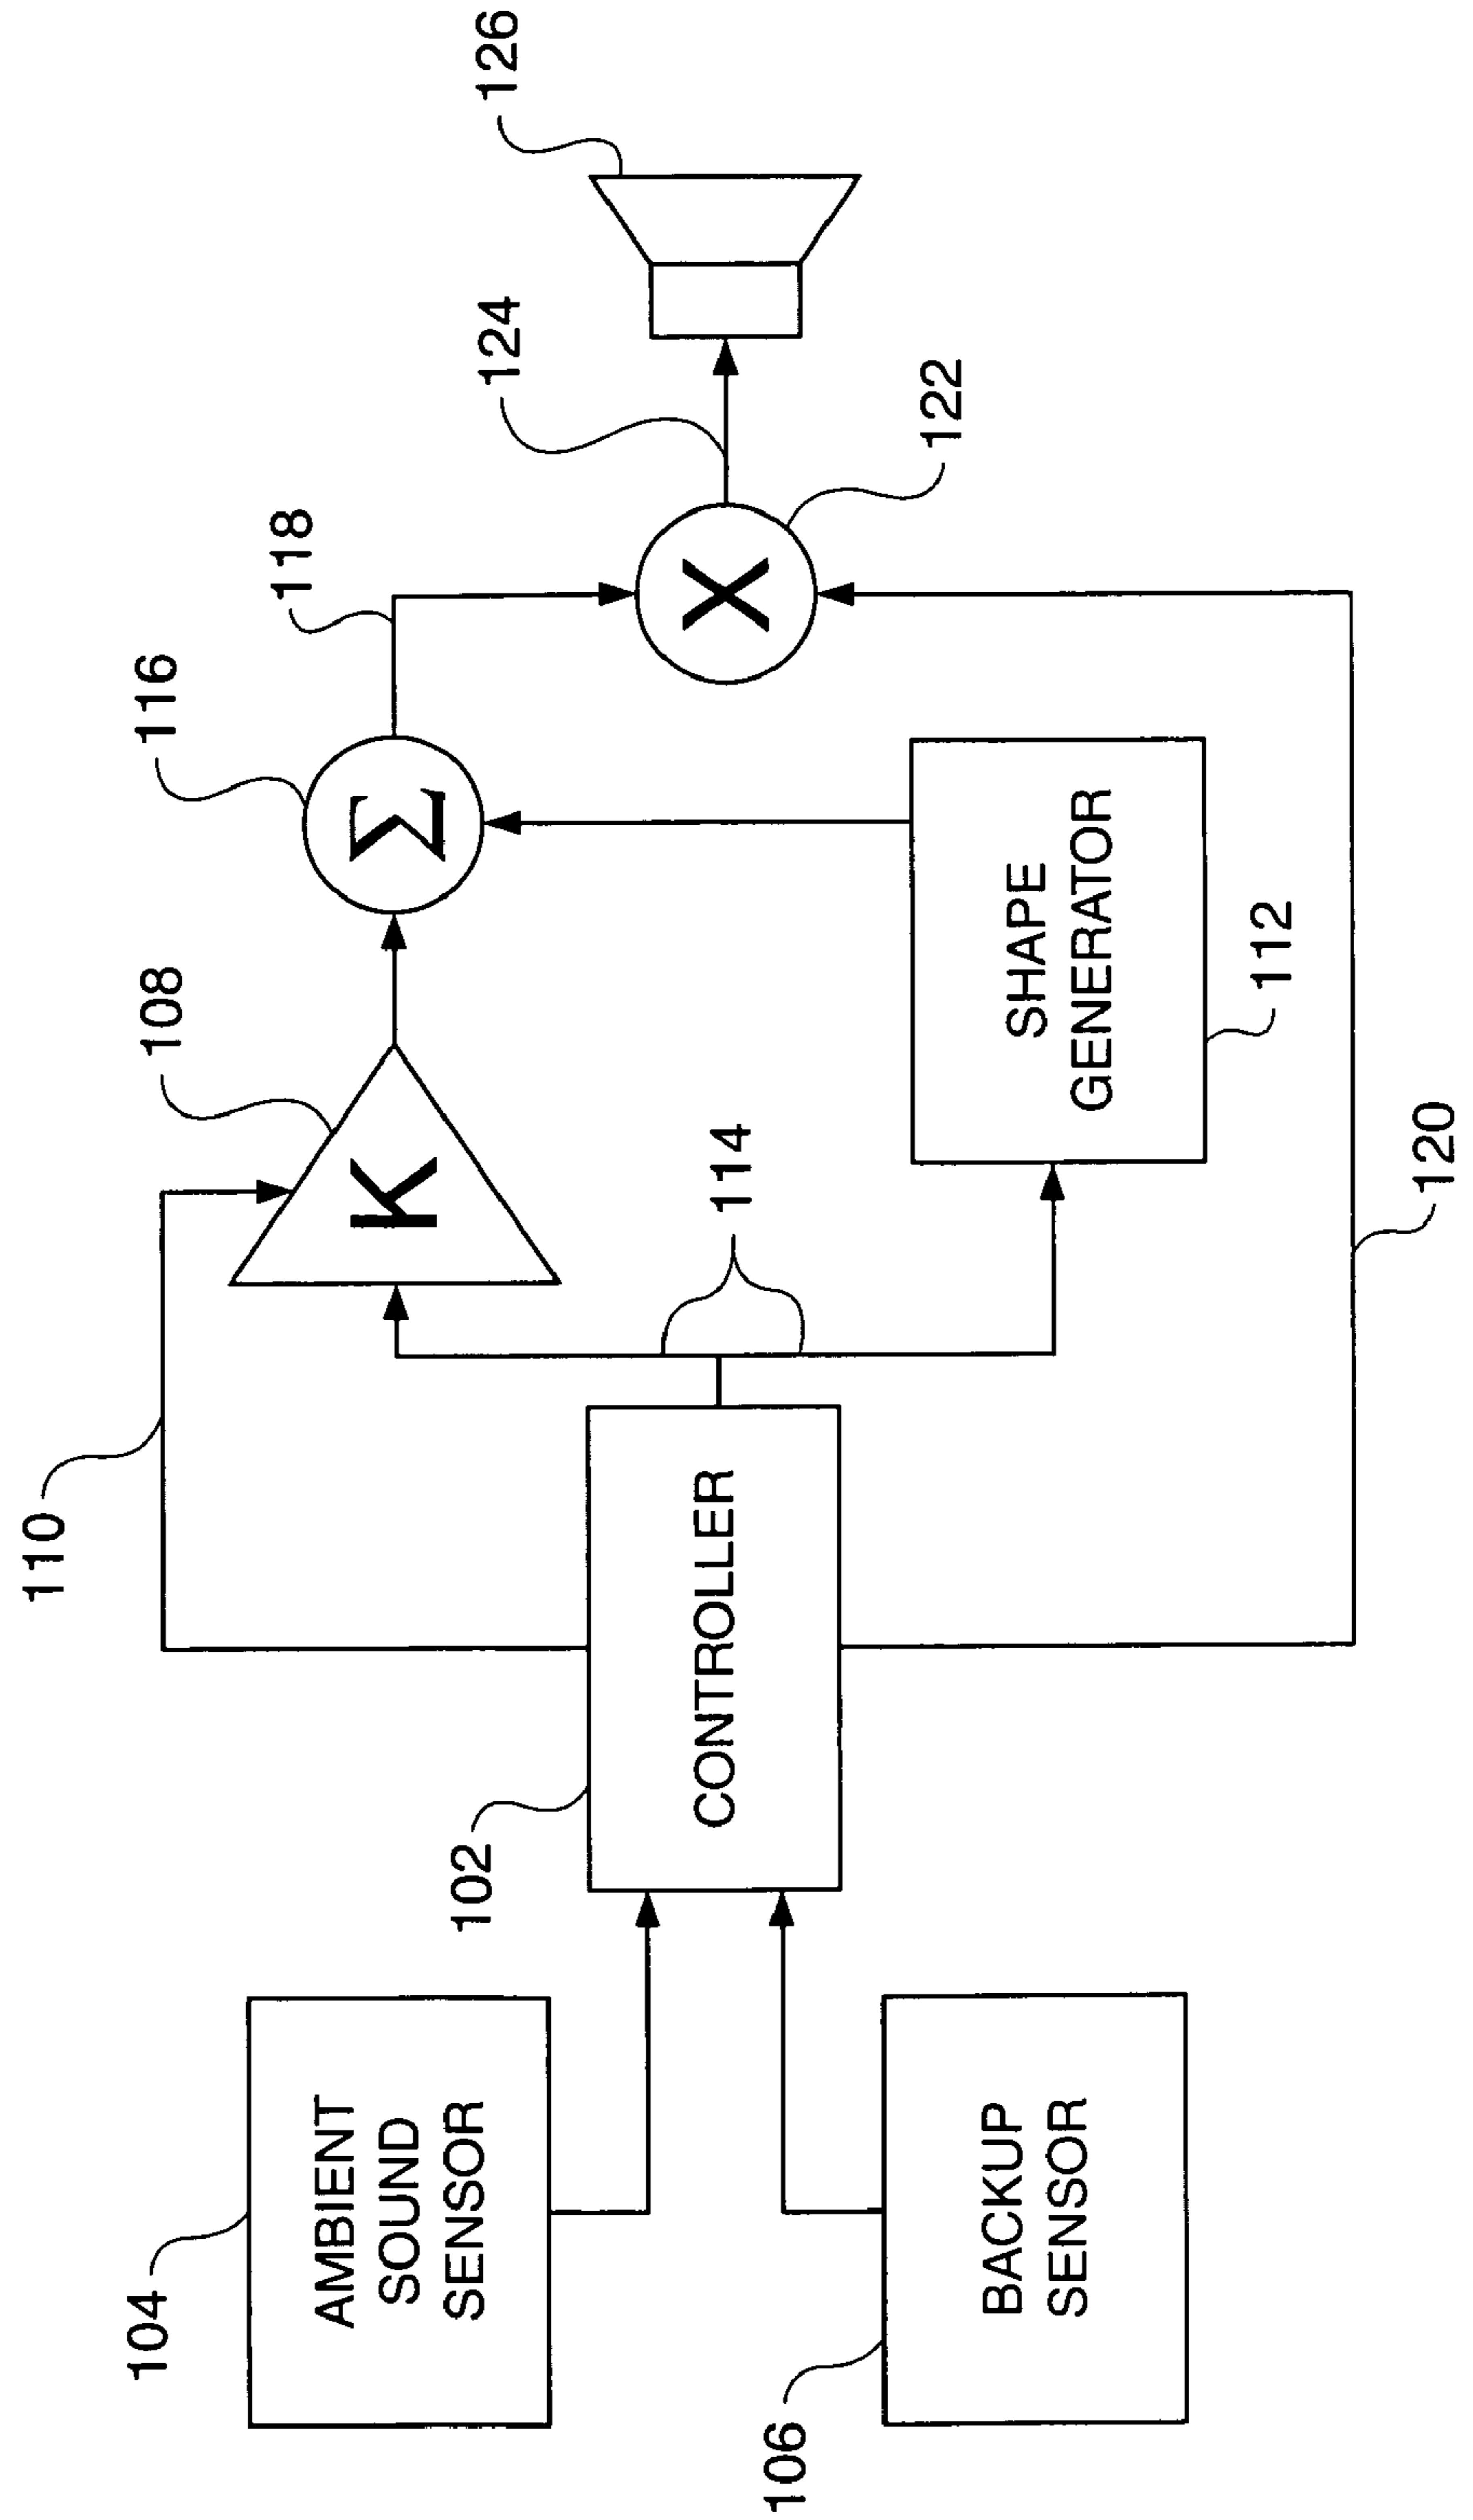 104
AMBIENT
SOUND
SENSOR
106
BACKUP
SENSOR
102
CONTROLLER
110
K
108
114
SHAPE
GENERATOR
112
120
Σ
116
118
X
122
124
126